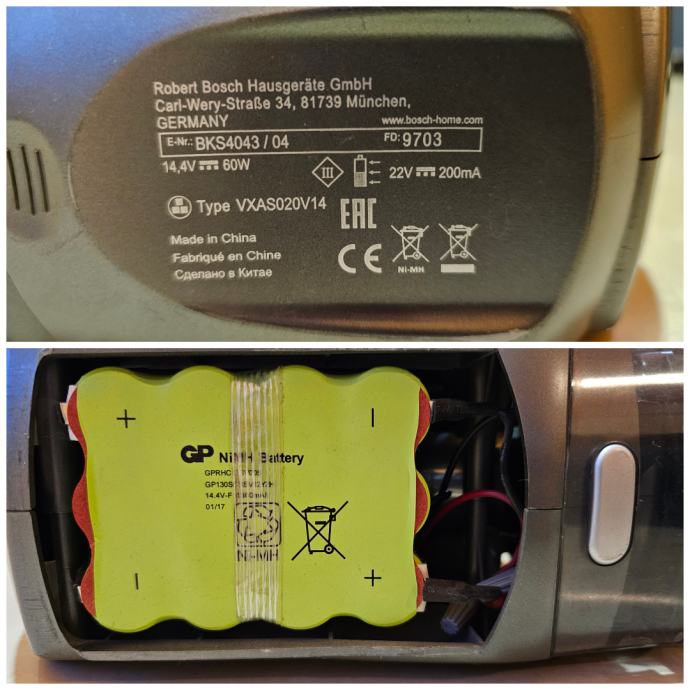 Robert Bosch Hausgeräte GmbH
Carl-Wery-Straße 34, 81739 München,
GERMANY
www.bosch-home.com
E-Nr.: BKS4043 / 04 FD: 9703
14,4V 60W III 22V 200mA
Type VXAS020V14 EAC
Made in China
Fabriqué en Chine
Сделано в Китае
CE Ni-MH
+ -
GP NiMH Battery
01/17
Ni-MH
- +